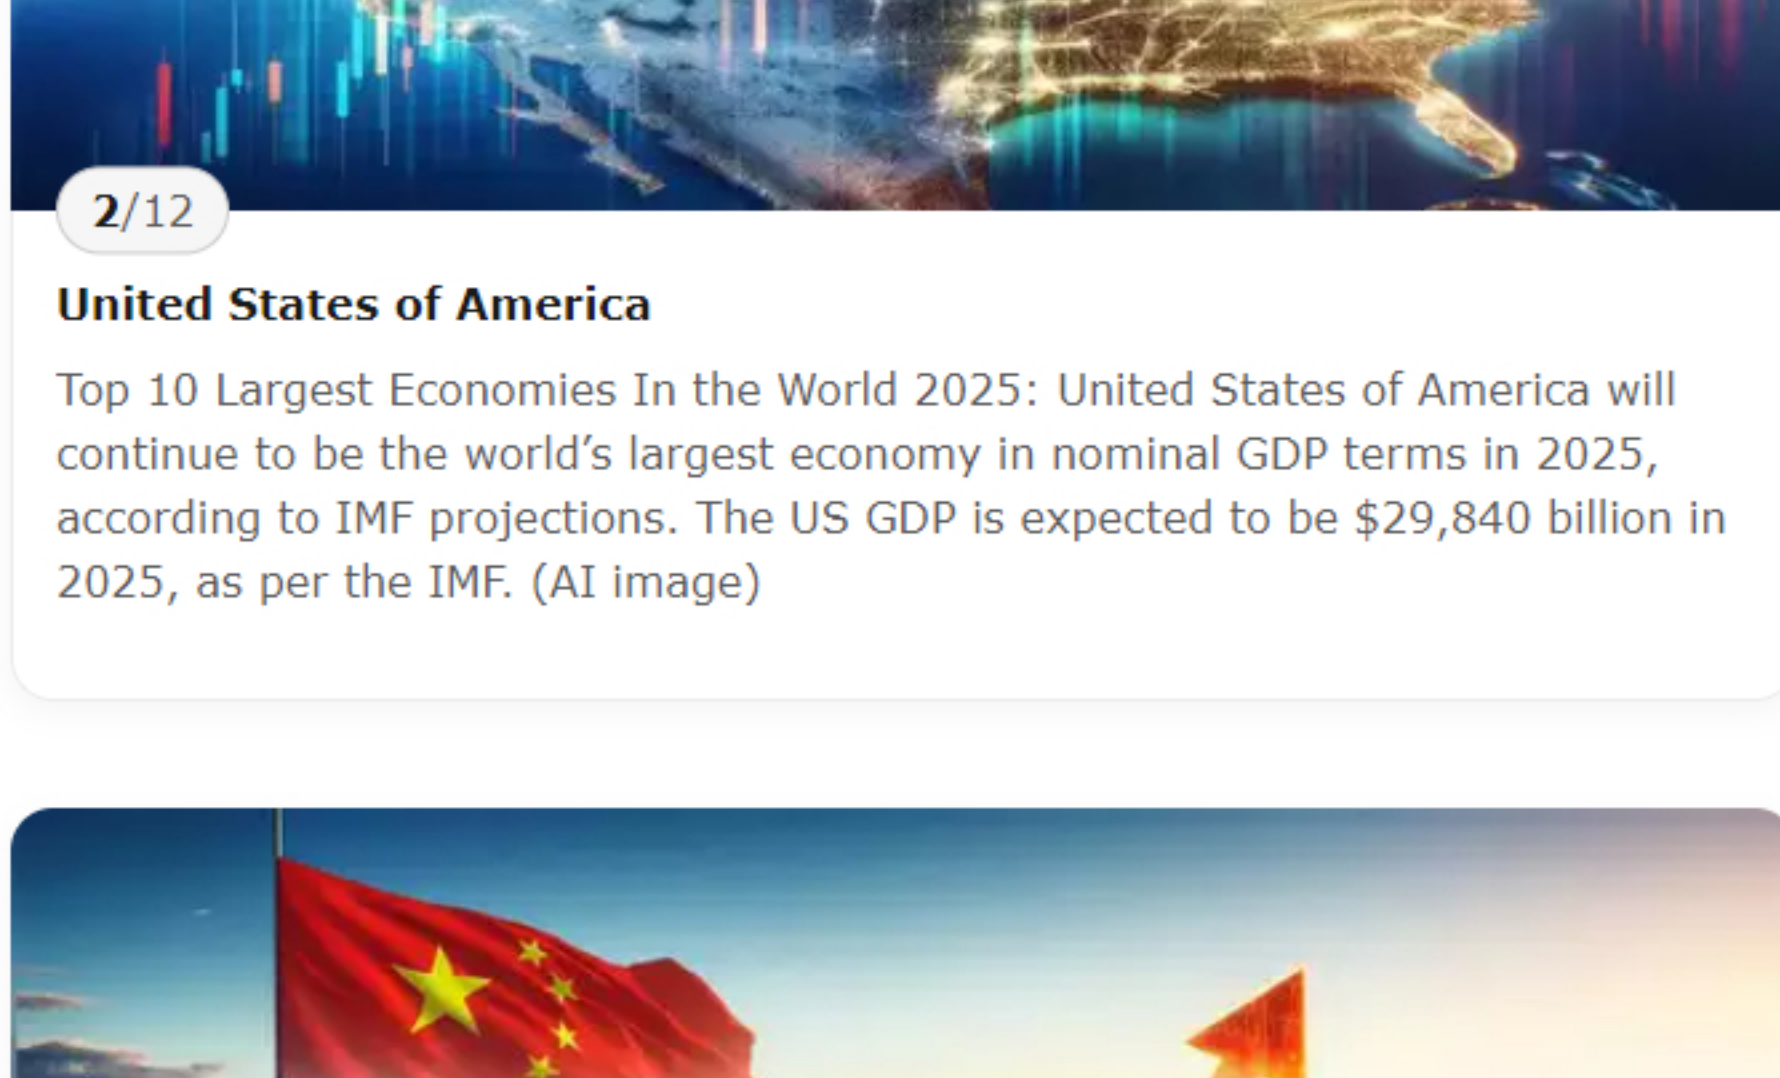 2/12
United States of America
Top 10 Largest Economies In the World 2025: United States of America will
continue to be the world’s largest economy in nominal GDP terms in 2025,
according to IMF projections. The US GDP is expected to be $29,840 billion in
2025, as per the IMF. (AI image)